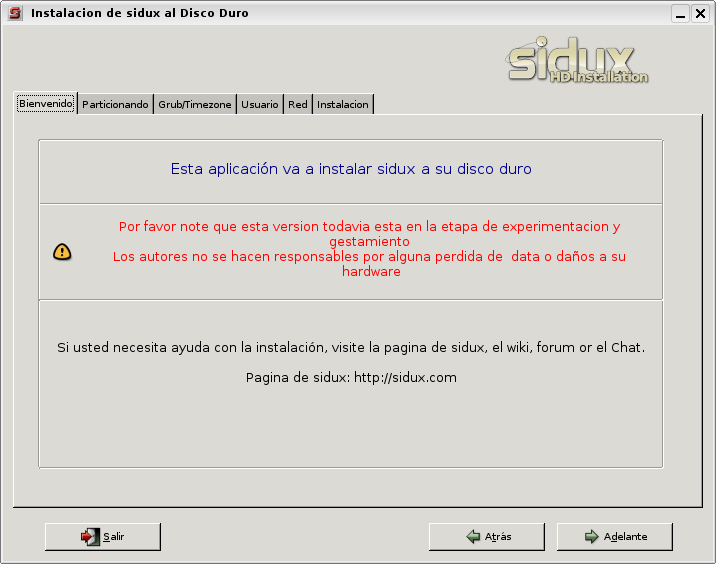 Instalacion de sidux al Disco Duro
sidux
HD-Installation
Bienvenido Particionando Grub/Timezone Usuario Red Instalacion
Esta aplicación va a instalar sidux a su disco duro
Por favor note que esta version todavia esta en la etapa de experimentacion y
gestamiento
Los autores no se hacen responsables por alguna perdida de  data o daños a su
hardware
Si usted necesita ayuda con la instalación, visite la pagina de sidux, el wiki, forum or el Chat.
Pagina de sidux: http://sidux.com
Salir Atrás Adelante